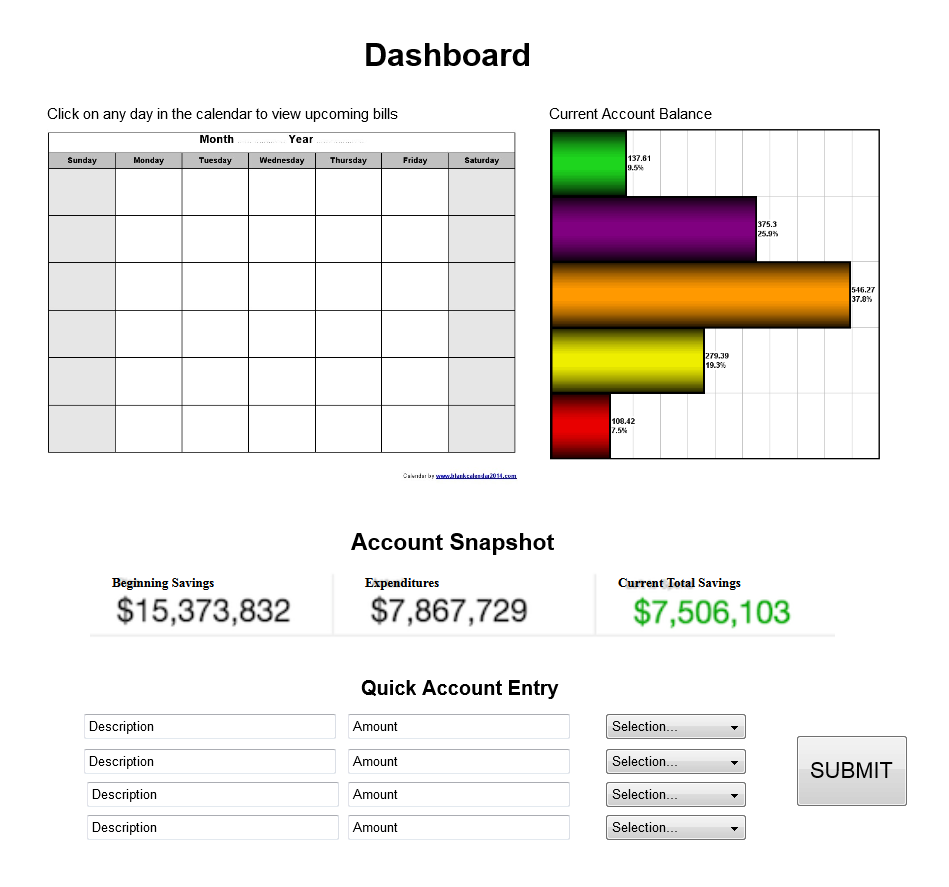 Dashboard
Click on any day in the calendar to view upcoming bills
Month .................. Year ..................
Sunday Monday Tuesday Wednesday Thursday Friday Saturday
Calendar by www.blankcalendar2014.com
Current Account Balance
137.61
9.5%
375.3
25.9%
546.27
37.8%
279.39
19.3%
108.42
7.5%
Account Snapshot
Beginning Savings Expenditures Current Total Savings
$15,373,832 $7,867,729 $7,506,103
Quick Account Entry
Description Amount Selection...
Description Amount Selection...
Description Amount Selection...
Description Amount Selection...
SUBMIT